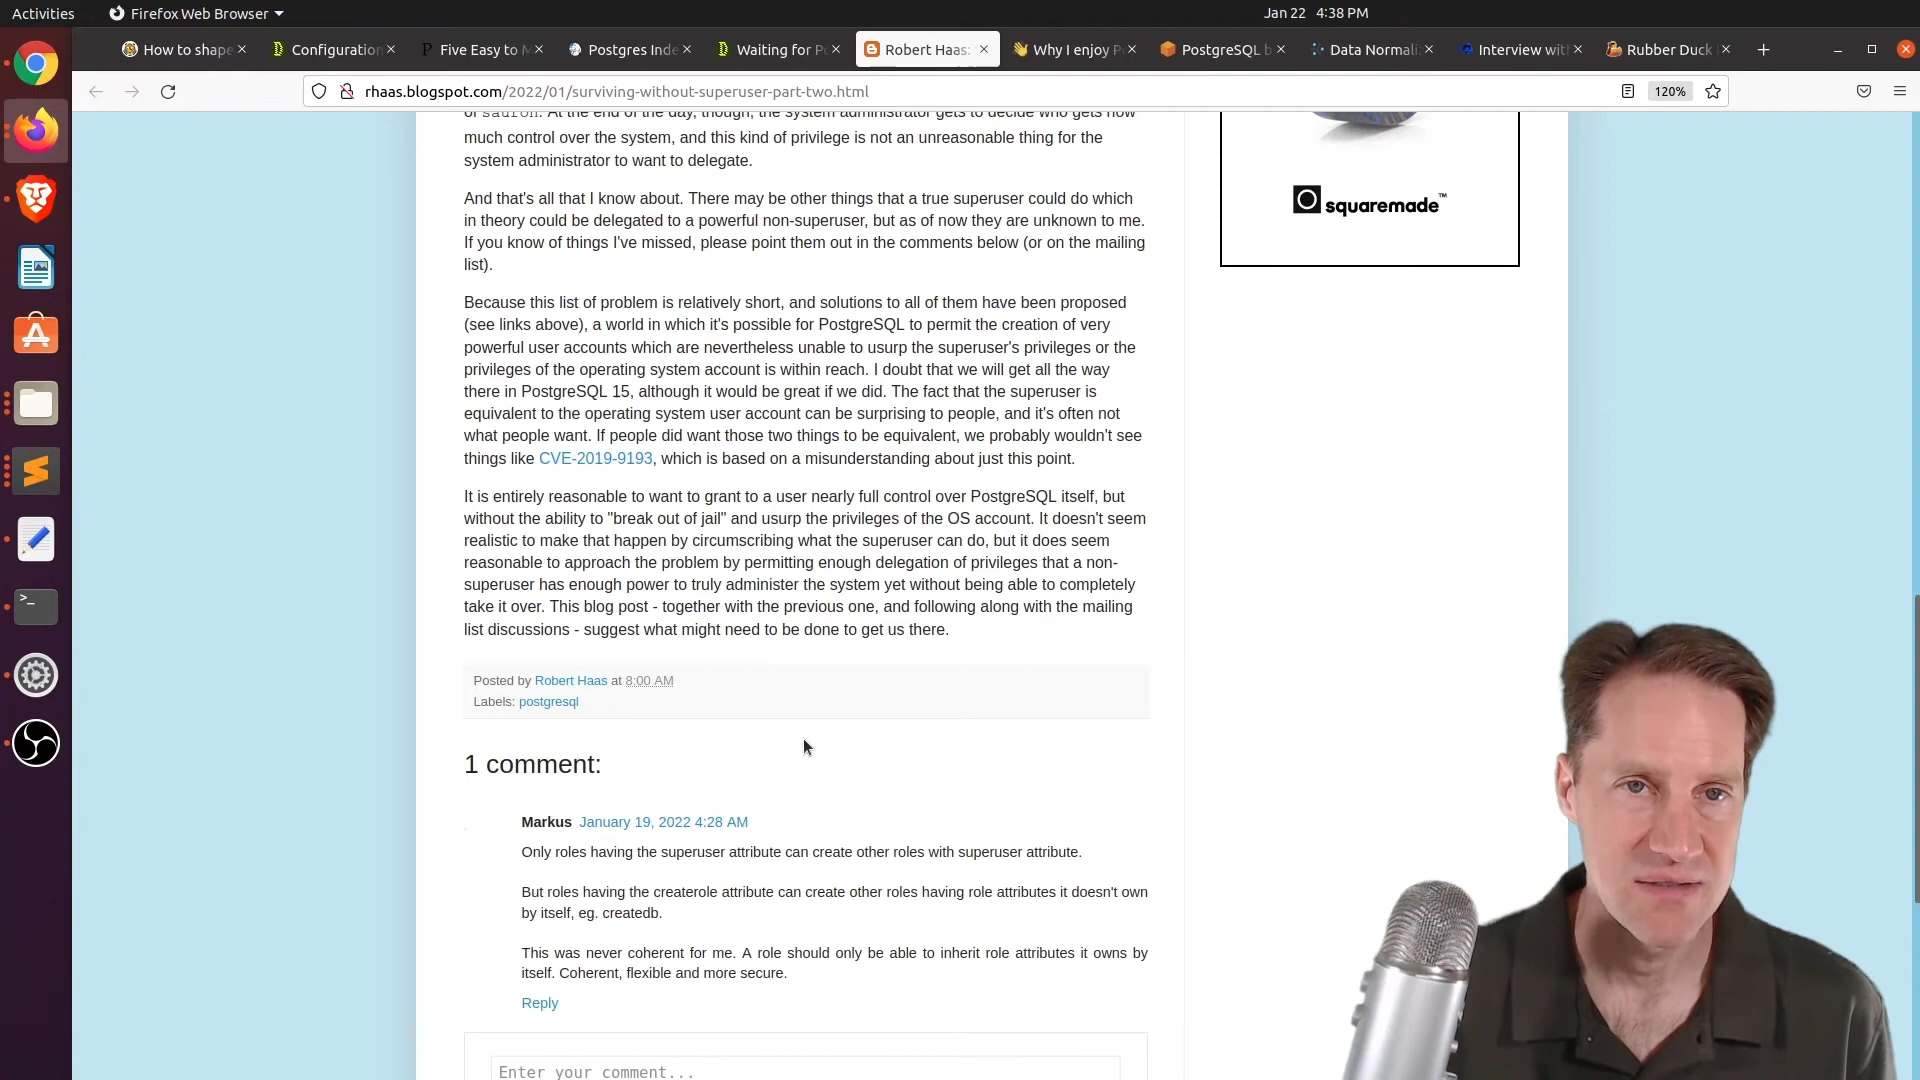 Activities
Firefox Web Browser
Jan 22 4:38 PM
How to shape
Configuration
Five Easy to M
Postgres Inde
Waiting for Po
Robert Haas:
Why I enjoy P
PostgreSQL b
Data Normali
Interview wit
Rubber Duck
rhaas.blogspot.com/2022/01/surviving-without-superuser-part-two.html
120%
of sauron. At the end of the day, though, the system administrator gets to decide who gets how
much control over the system, and this kind of privilege is not an unreasonable thing for the
system administrator to want to delegate.
And that's all that I know about. There may be other things that a true superuser could do which
in theory could be delegated to a powerful non-superuser, but as of now they are unknown to me.
If you know of things I've missed, please point them out in the comments below (or on the mailing
list).
Because this list of problem is relatively short, and solutions to all of them have been proposed
(see links above), a world in which it's possible for PostgreSQL to permit the creation of very
powerful user accounts which are nevertheless unable to usurp the superuser's privileges or the
privileges of the operating system account is within reach. I doubt that we will get all the way
there in PostgreSQL 15, although it would be great if we did. The fact that the superuser is
equivalent to the operating system user account can be surprising to people, and it's often not
what people want. If people did want those two things to be equivalent, we probably wouldn't see
things like CVE-2019-9193, which is based on a misunderstanding about just this point.
It is entirely reasonable to want to grant to a user nearly full control over PostgreSQL itself, but
without the ability to "break out of jail" and usurp the privileges of the OS account. It doesn't seem
realistic to make that happen by circumscribing what the superuser can do, but it does seem
reasonable to approach the problem by permitting enough delegation of privileges that a non-
superuser has enough power to truly administer the system yet without being able to completely
take it over. This blog post - together with the previous one, and following along with the mailing
list discussions - suggest what might need to be done to get us there.
Posted by Robert Haas at 8:00 AM
Labels: postgresql
1 comment:
Markus January 19, 2022 4:28 AM
Only roles having the superuser attribute can create other roles with superuser attribute.
But roles having the createrole attribute can create other roles having role attributes it doesn't own
by itself, eg. createdb.
This was never coherent for me. A role should only be able to inherit role attributes it owns by
itself. Coherent, flexible and more secure.
Reply
Enter your comment...
squaremade™